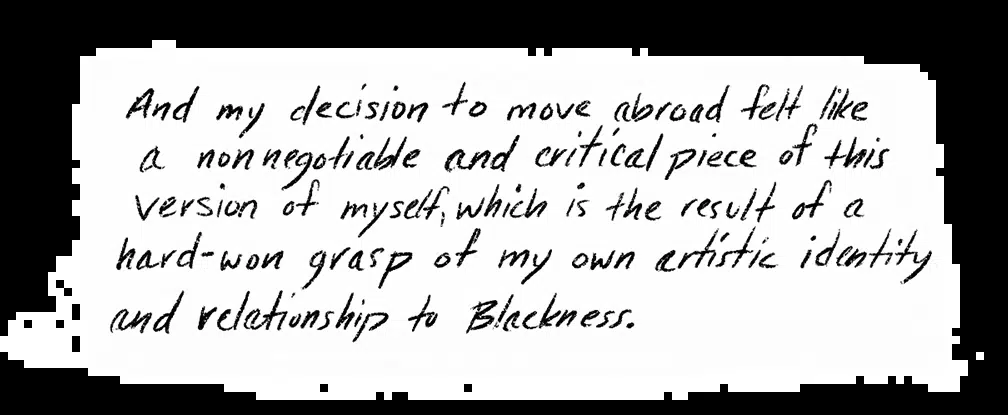 And my decision to move abroad felt like
a nonnegotiable and critical piece of this
version of myself, which is the result of a
hard-won grasp of my own artistic identity
and relationship to Blackness.